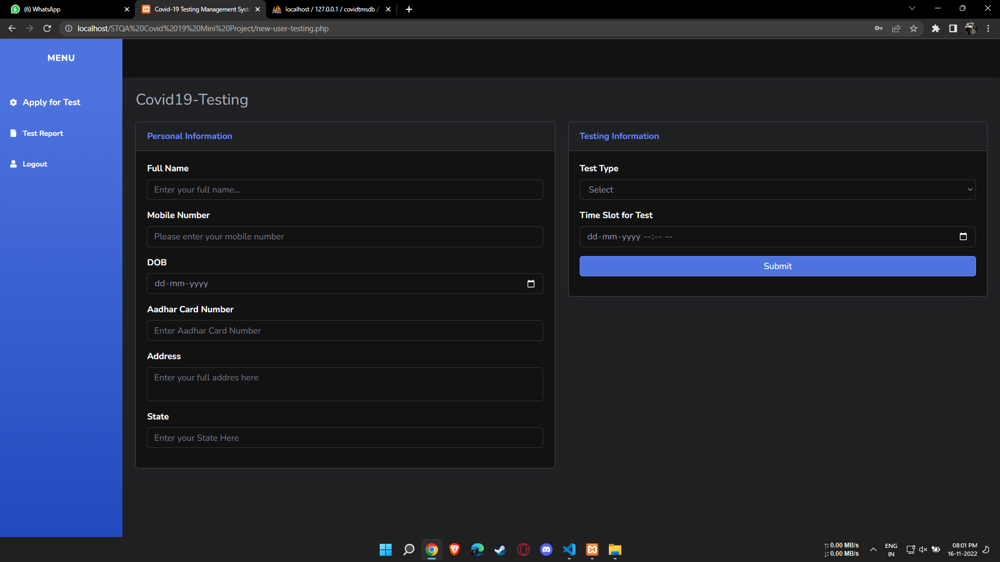 (6) WhatsApp
Covid-19 Testing Management Syst
localhost / 127.0.0.1 / covidtmsdb /
localhost/STQA%20Covid%2019%20Mini%20Project/new-user-testing.php
MENU
Apply for Test
Test Report
Logout
Covid19-Testing
Personal Information
Full Name
Enter your full name...
Mobile Number
Please enter your mobile number
DOB
dd-mm-yyyy
Aadhar Card Number
Enter Aadhar Card Number
Address
Enter your full addres here
State
Enter your State Here
Testing Information
Test Type
Select
Time Slot for Test
dd-mm-yyyy --:-- --
Submit
↑: 0.00 MB/s
↓: 0.00 MB/s
ENG
IN
08:01 PM
16-11-2022